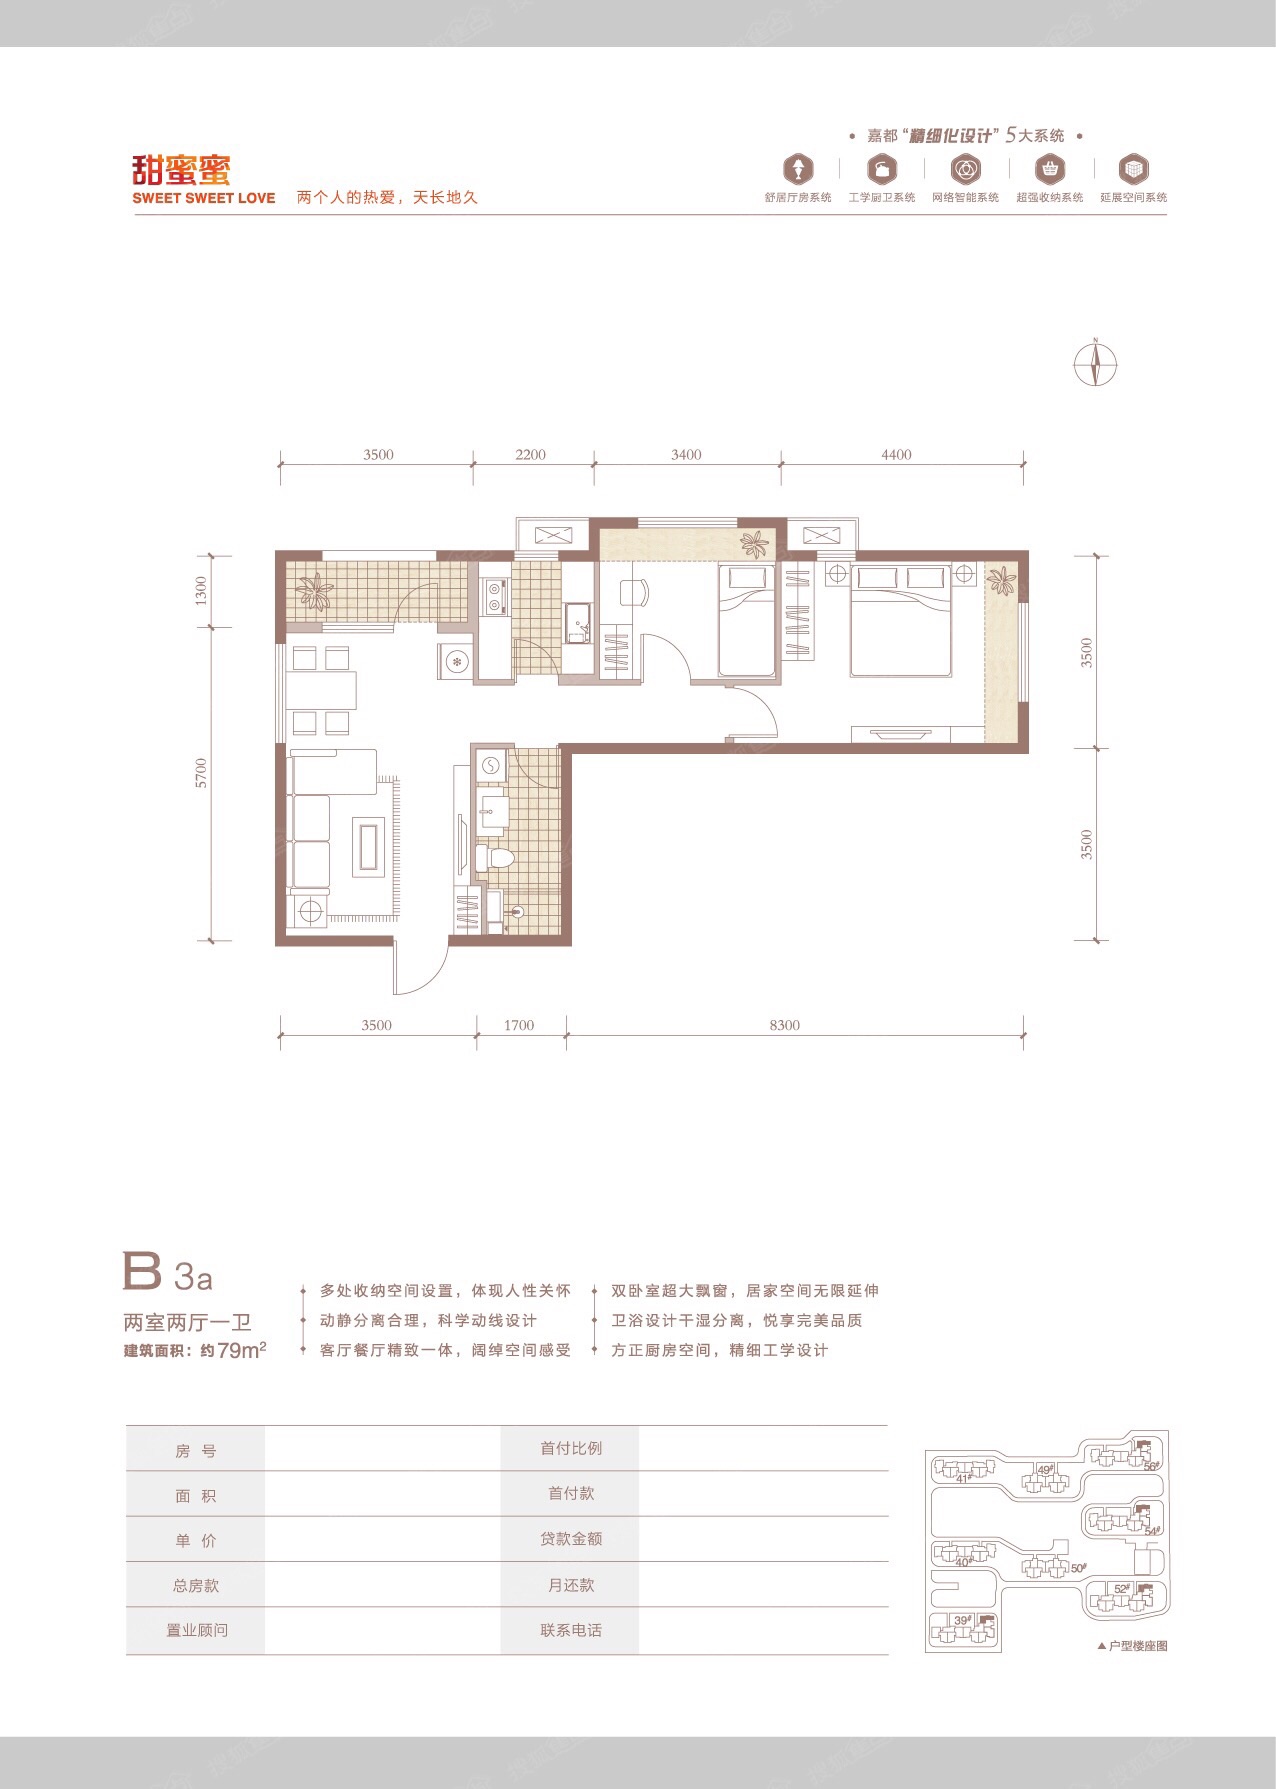 嘉都“精细化设计”5大系统
甜蜜蜜
SWEET SWEET LOVE
两个人的热爱，天长地久
舒居厅房系统
工学厨卫系统
网络智能系统
超强收纳系统
延展空间系统
N
3500
2200
3400
4400
1300
5700
3500
3500
3500
1700
8300
B 3a
两室两厅一卫
建筑面积：约79m²
多处收纳空间设置，体现人性关怀
动静分离合理，科学动线设计
客厅餐厅精致一体，阔绰空间感受
双卧室超大飘窗，居家空间无限延伸
卫浴设计干湿分离，悦享完美品质
方正厨房空间，精细工学设计
房 号
首付比例
面 积
首付款
单 价
贷款金额
总房款
月还款
置业顾问
联系电话
41#
49#
56#
54#
40#
50#
52#
39#
▲户型楼座图